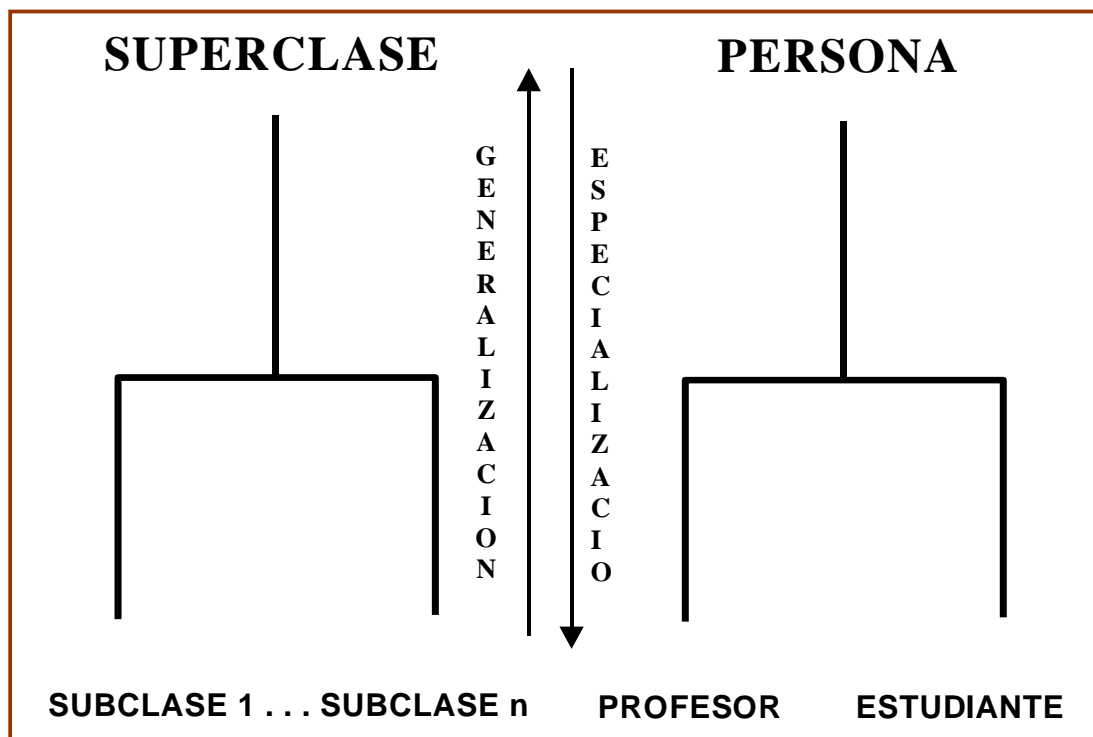 SUPERCLASE
PERSONA
GENERALIZACION
ESPECIALIZACIO
SUBCLASE 1 . . . SUBCLASE n
PROFESOR
ESTUDIANTE